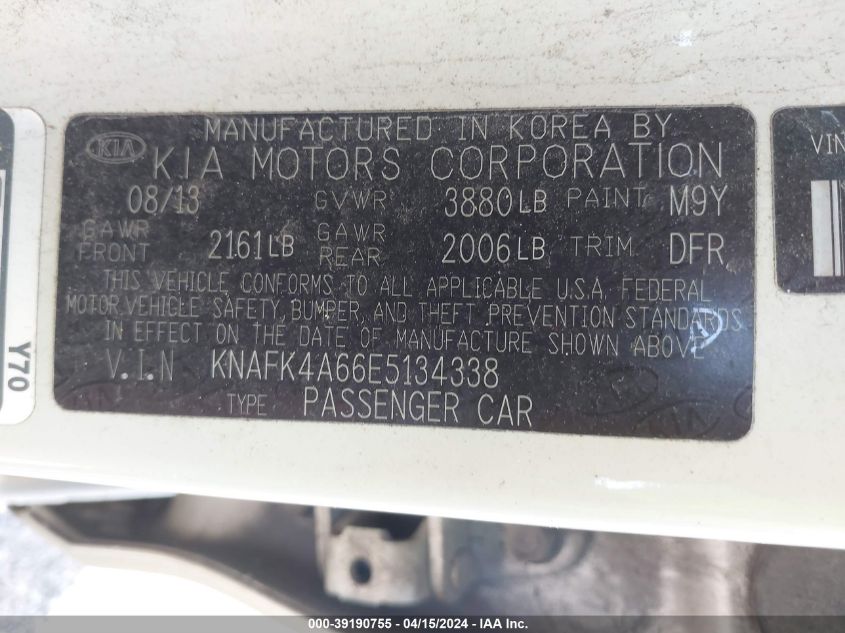 MANUFACTURED IN KOREA BY
KIA KIA MOTORS CORPORATION
08/13 GVWR 3880LB PAINT M9Y
GAWR FRONT 2161LB GAWR REAR 2006LB TRIM DFR
THIS VEHICLE CONFORMS TO ALL APPLICABLE U.S.A. FEDERAL
MOTOR VEHICLE SAFETY, BUMPER, AND THEFT PREVENTION STANDARDS
IN EFFECT ON THE DATE OF MANUFACTURE SHOWN ABOVE
V.I.N KNAFK4A66E5134338
TYPE PASSENGER CAR
Y70
VIN
000-39190755 - 04/15/2024 - IAA Inc.